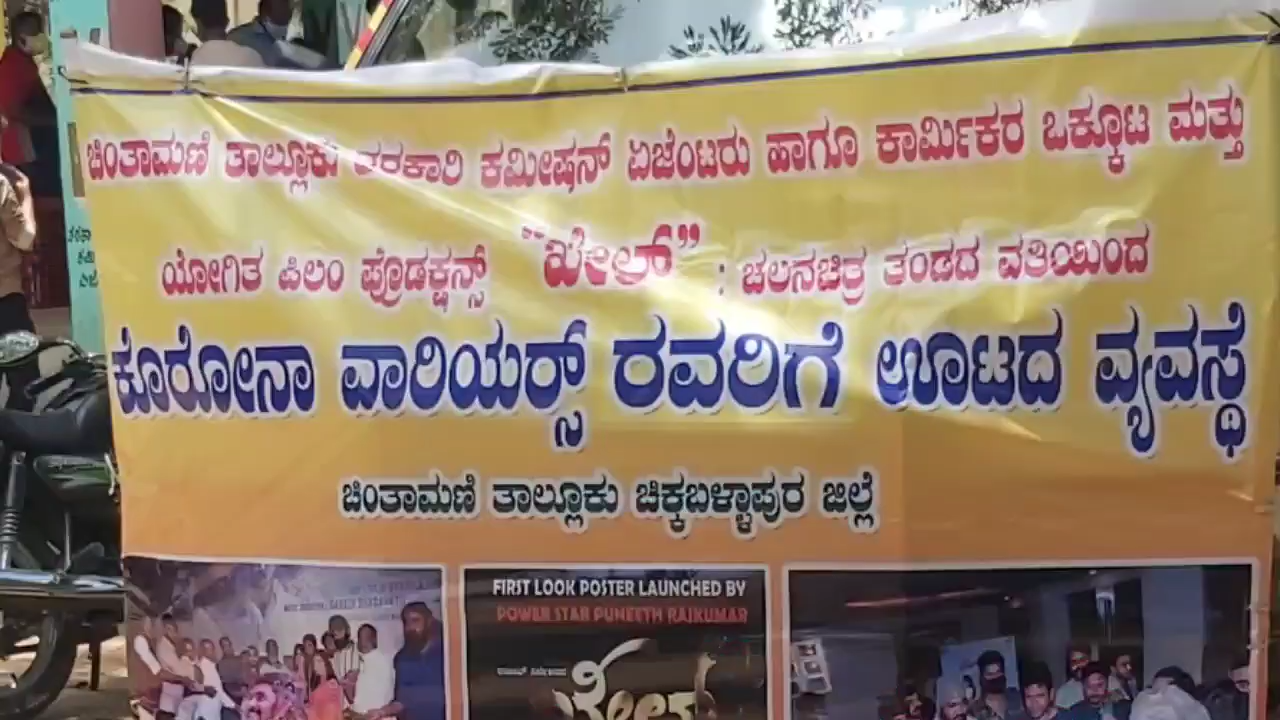 ಚಿಂತಾಮಣಿ ತಾಲ್ಲೂಕು ತರಕಾರಿ ಕಮೀಷನ್ ಏಜೆಂಟರು ಹಾಗೂ ಕಾರ್ಮಿಕರ ಒಕ್ಕೂಟ ಮತ್ತು
ಯೋಗಿತ ಪಿಲಂ ಪ್ರೊಡಕ್ಷನ್ಸ್ "ಖೇಲ್" : ಚಲನಚಿತ್ರ ತಂಡದ ವತಿಯಿಂದ
ಕೊರೋನಾ ವಾರಿಯರ್ಸ್ ರವರಿಗೆ ಊಟದ ವ್ಯವಸ್ಥೆ
ಚಿಂತಾಮಣಿ ತಾಲ್ಲೂಕು ಚಿಕ್ಕಬಳ್ಳಾಪುರ ಜಿಲ್ಲೆ
FIRST LOOK POSTER LAUNCHED BY
POWER STAR PUNEETH RAJKUMAR